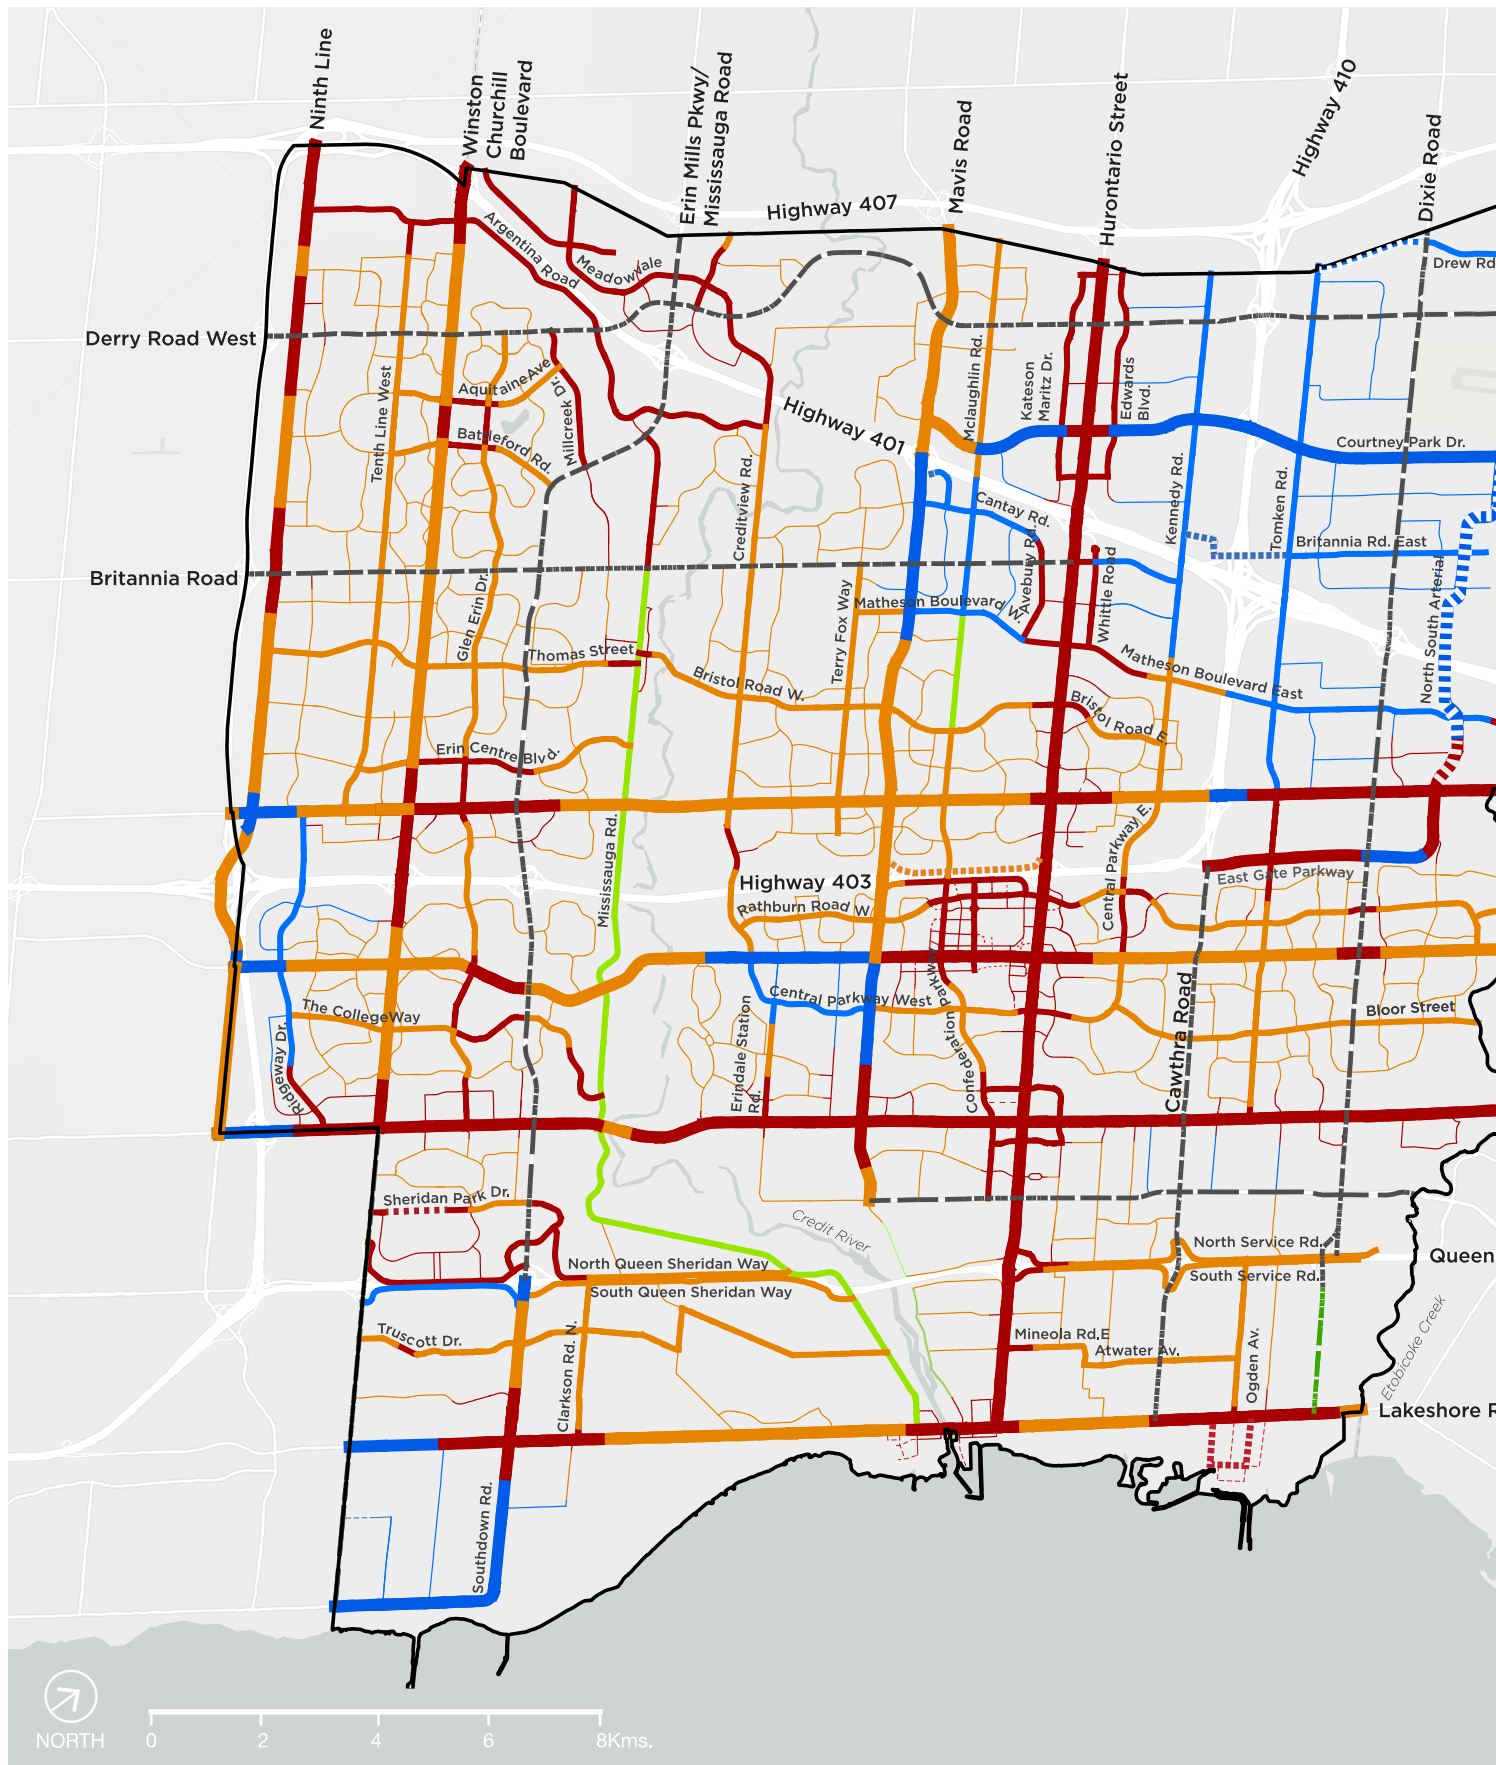 Ninth Line
Winston
Churchill
Boulevard
Erin Mills Pkwy/
Mississauga Road
Mavis Road
Hurontario Street
Highway 410
Dixie Road
Highway 407
Drew Rd
Argentina Road
Meadowvale
Derry Road West
Tenth Line West
Aquitaine Ave.
Battleford Rd.
Millcreek Dr.
Highway 401
Mclaughlin Rd.
Kateson
Maritz Dr.
Edwards
Blvd.
Courtney Park Dr.
Creditview Rd.
Cantay Rd.
Kennedy Rd.
Tomken Rd.
Britannia Rd. East
Britannia Road
Avebury Rd.
Whittle Road
North South Arterial
Glen Erin Dr.
Terry Fox Way
Matheson Boulevard W.
Thomas Street
Bristol Road W.
Matheson Boulevard East
Bristol Road E.
Erin Centre Blvd.
Mississauga Rd.
Central Parkway E.
Highway 403
Rathburn Road W.
East Gate Parkway
Confederation Parkway
Central Parkway West
Cawthra Road
Bloor Street
The CollegeWay
Ridgeway Dr.
Erindale Station
Rd.
Sheridan Park Dr.
Credit River
North Service Rd.
South Service Rd.
Queen
North Queen Sheridan Way
South Queen Sheridan Way
Truscott Dr.
Clarkson Rd. N.
Mineola Rd,E
Atwater Av.
Ogden Av.
Etobicoke Creek
Lakeshore R
Southdown Rd.
NORTH
0 2 4 6 8Kms.